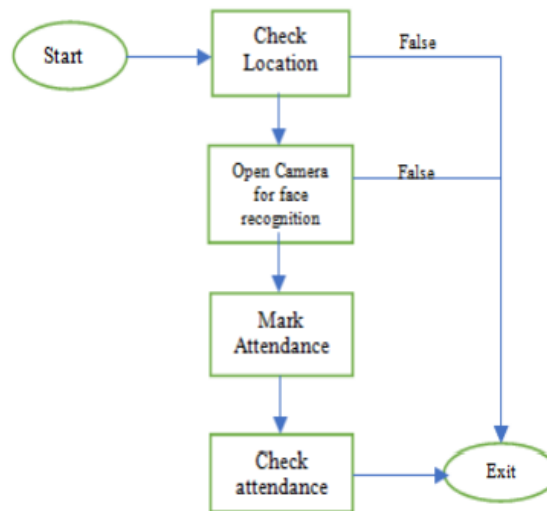 Start
Check
Location
False
Open Camera
for face
recognition
False
Mark
Attendance
Check
attendance
Exit